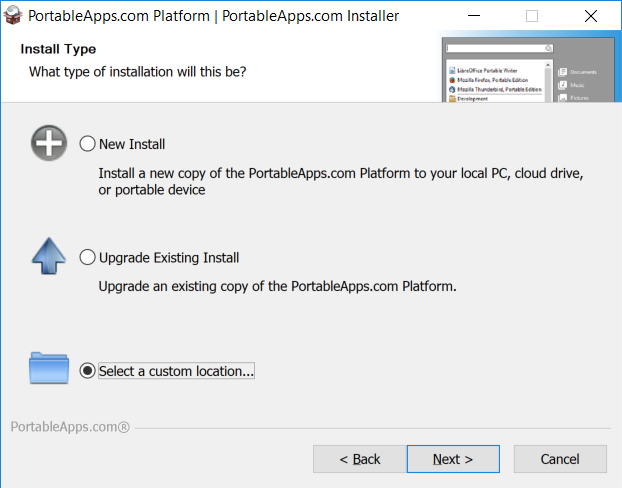 PortableApps.com Platform | PortableApps.com Installer
Install Type
What type of installation will this be?
LibreOffice Portable Writer
Mozilla Firefox, Portable Edition
Mozilla Thunderbird, Portable Edition
Development
Documents
Music
Pictures
New Install
Install a new copy of the PortableApps.com Platform to your local PC, cloud drive,
or portable device
Upgrade Existing Install
Upgrade an existing copy of the PortableApps.com Platform.
Select a custom location...
PortableApps.com®
< Back
Next >
Cancel